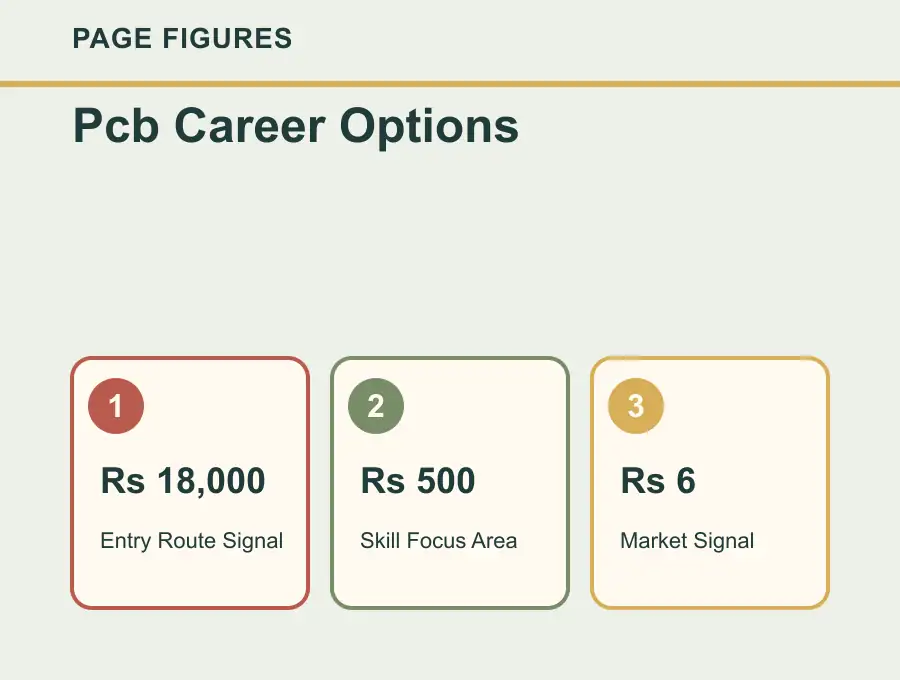 PAGE FIGURES
Pcb Career Options
1
Rs 18,000
Entry Route Signal
2
Rs 500
Skill Focus Area
3
Rs 6
Market Signal